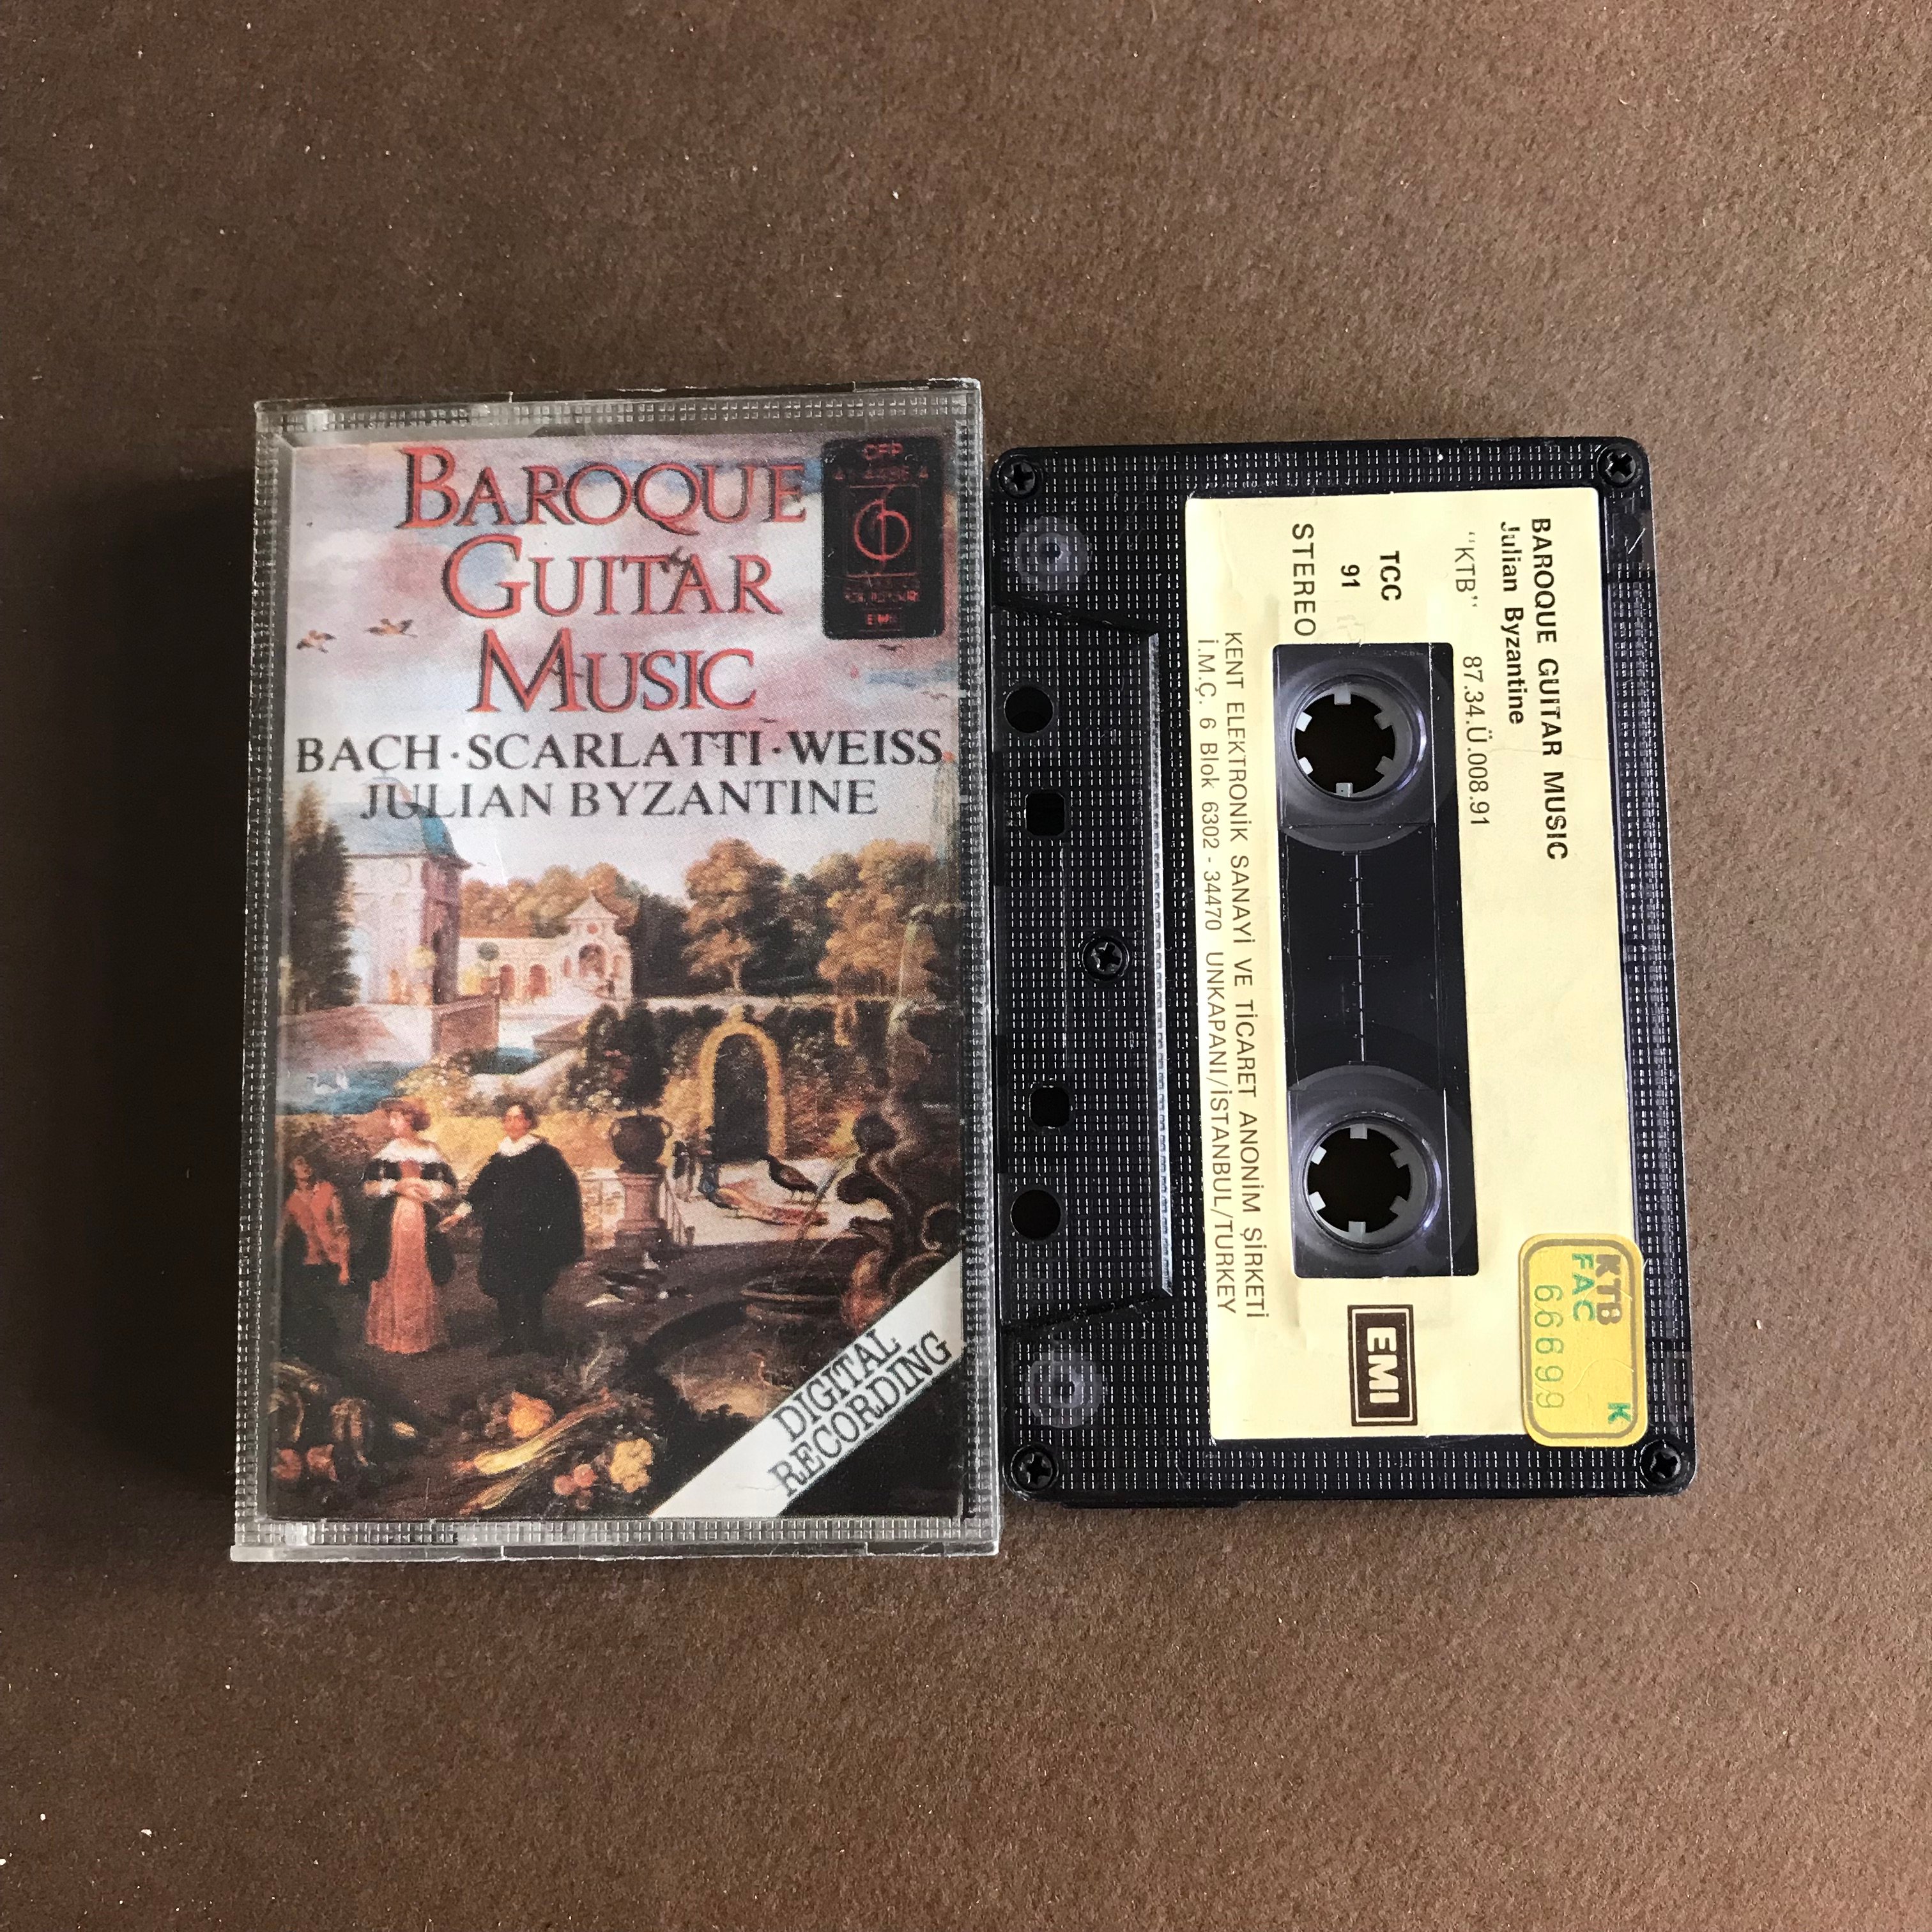 BAROQUE
GUITAR
MUSIC
BACH·SCARLATTI·WEISS
JULIAN BYZANTINE
CFP
EMI
DIGITAL
RECORDING
BAROQUE GUITAR MUSIC
Julian Byzantine
"KTB" 87.34.Ü.008.91
TCC
91
STEREO
EMI
KENT ELEKTRONİK SANAYİ VE TİCARET ANONİM ŞİRKETİ
İ.M.Ç. 6 Blok 6302 - 34470 UNKAPANI/İSTANBUL/TURKEY
KTB K
FAC
66699